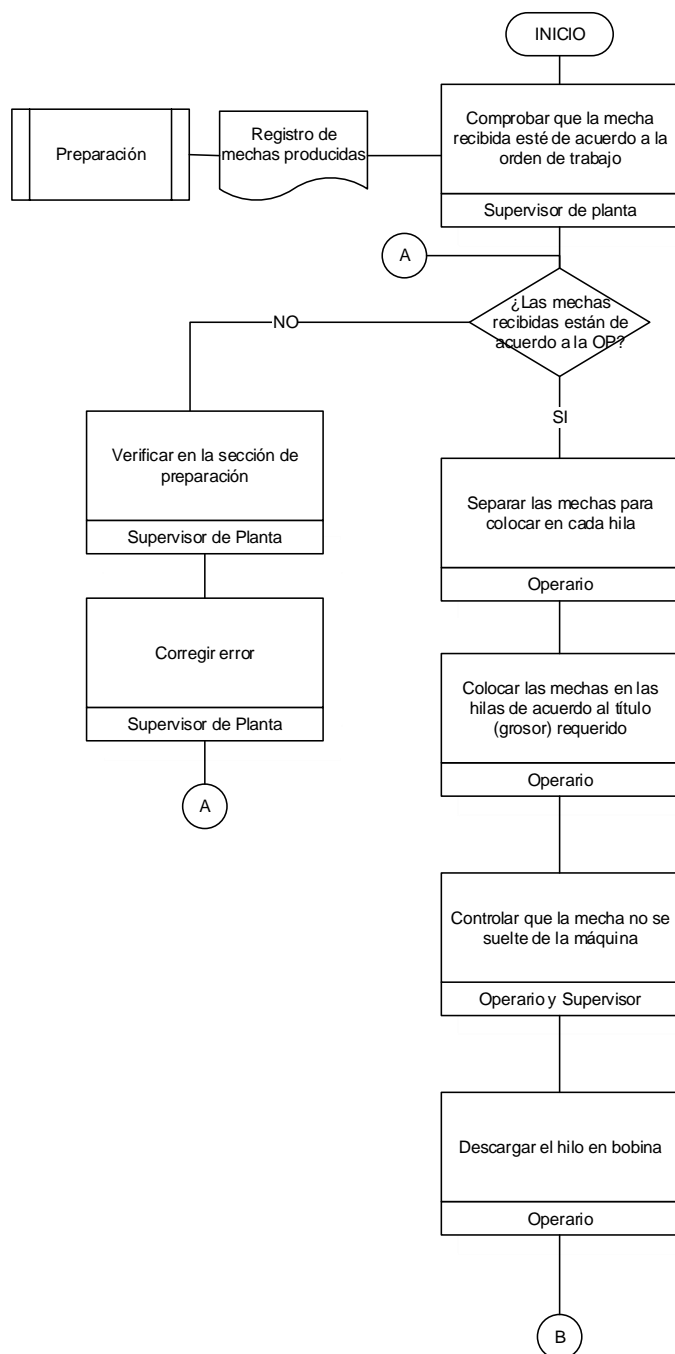 INICIO
Comprobar que la mecha
recibida esté de acuerdo a la
orden de trabajo
Supervisor de planta
Preparación
Registro de
mechas producidas
A
¿Las mechas
recibidas están de
acuerdo a la OP?
NO
SI
Verificar en la sección de
preparación
Supervisor de Planta
Corregir error
Supervisor de Planta
A
Separar las mechas para
colocar en cada hila
Operario
Colocar las mechas en las
hilas de acuerdo al título
(grosor) requerido
Operario
Controlar que la mecha no se
suelte de la máquina
Operario y Supervisor
Descargar el hilo en bobina
Operario
B